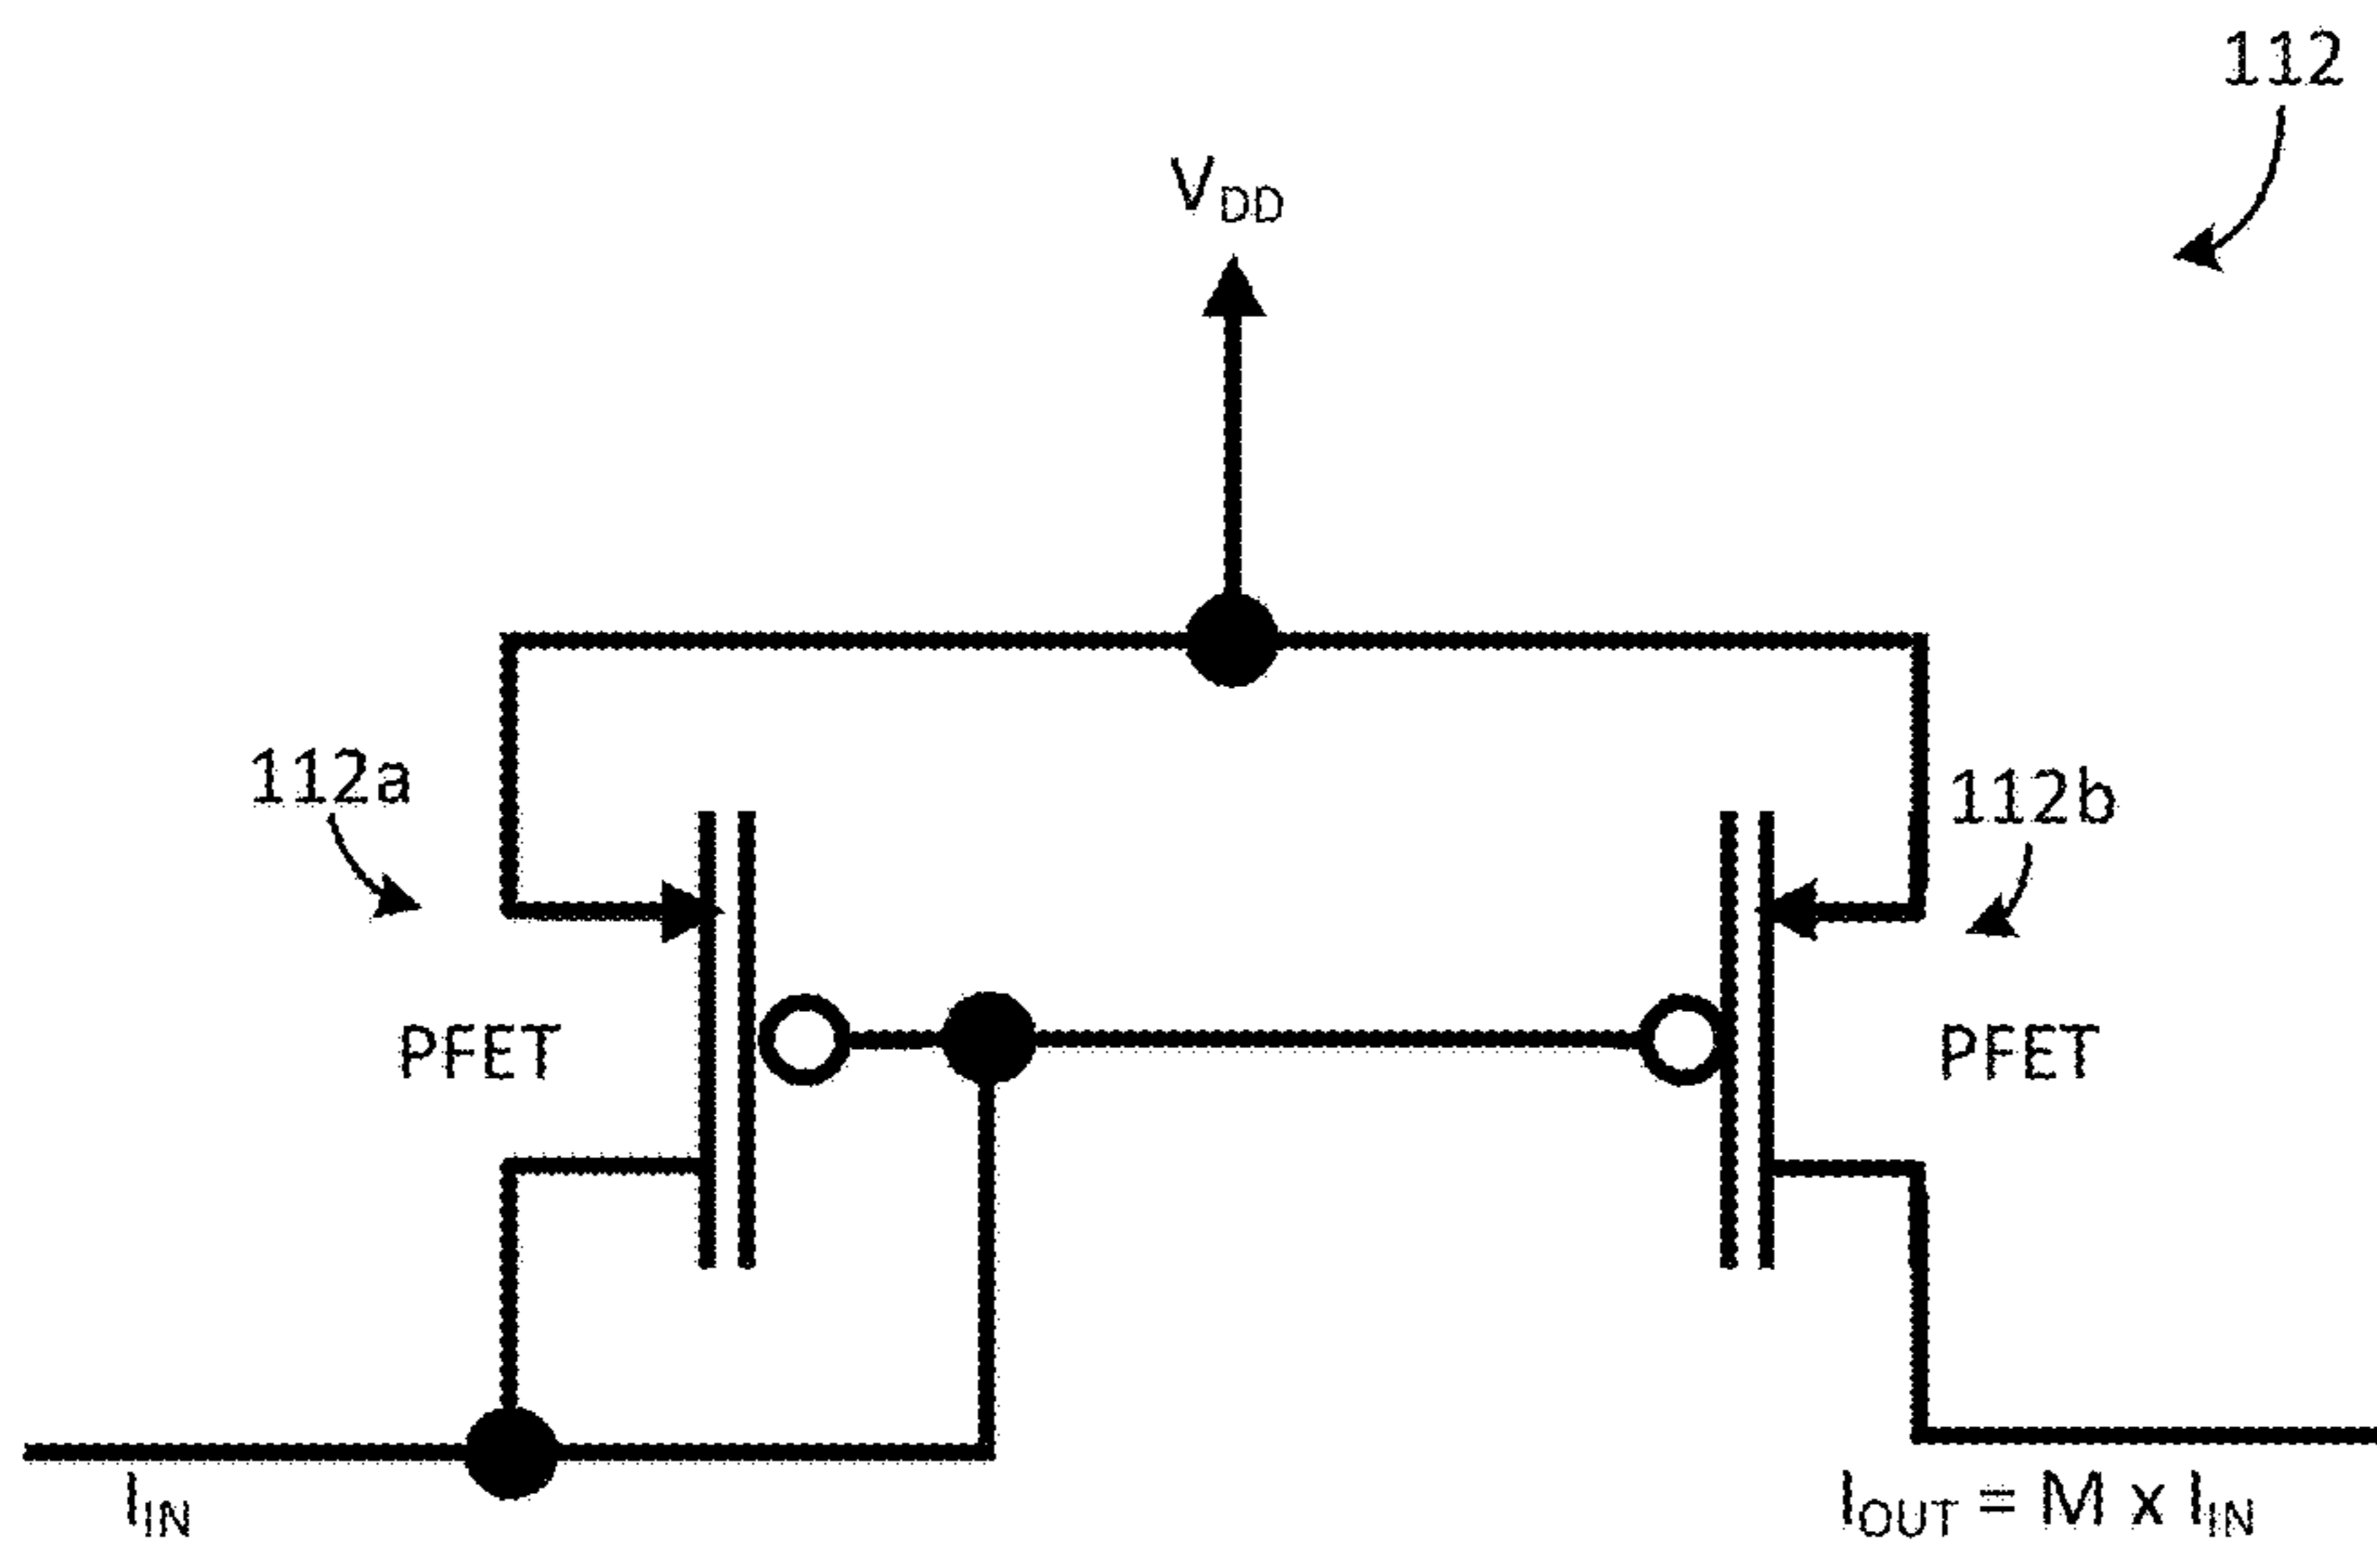 112
VDD
112a
112b
PFET
PFET
IIN
IOUT = M x IIN